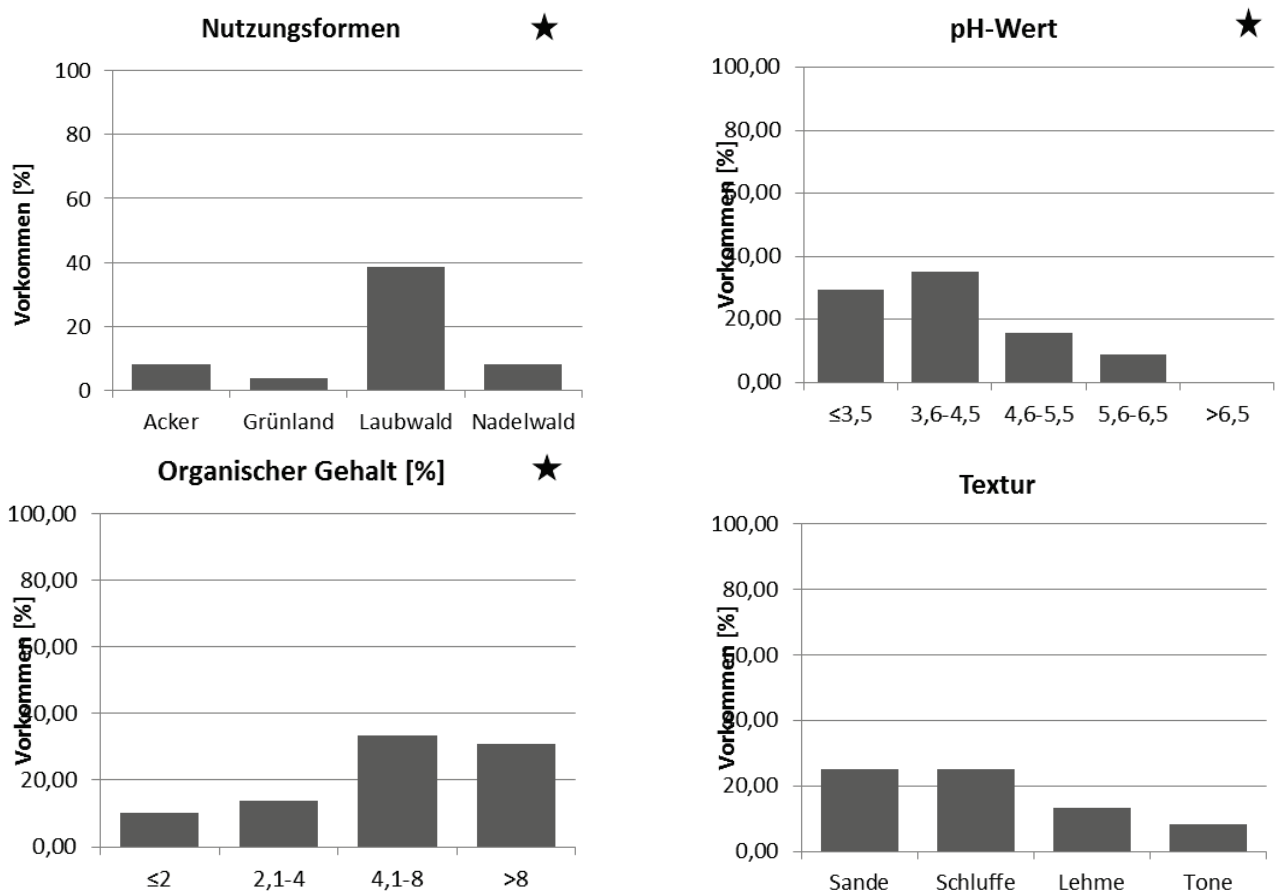 Nutzungsformen ★
Vorkommen [%]
100
80
60
40
20
0
Acker Grünland Laubwald Nadelwald
pH-Wert ★
Vorkommen [%]
100,00
80,00
60,00
40,00
20,00
0,00
≤3,5 3,6-4,5 4,6-5,5 5,6-6,5 >6,5
Organischer Gehalt [%] ★
Vorkommen [%]
100,00
80,00
60,00
40,00
20,00
0,00
≤2 2,1-4 4,1-8 >8
Textur
Vorkommen [%]
100,00
80,00
60,00
40,00
20,00
0,00
Sande Schluffe Lehme Tone